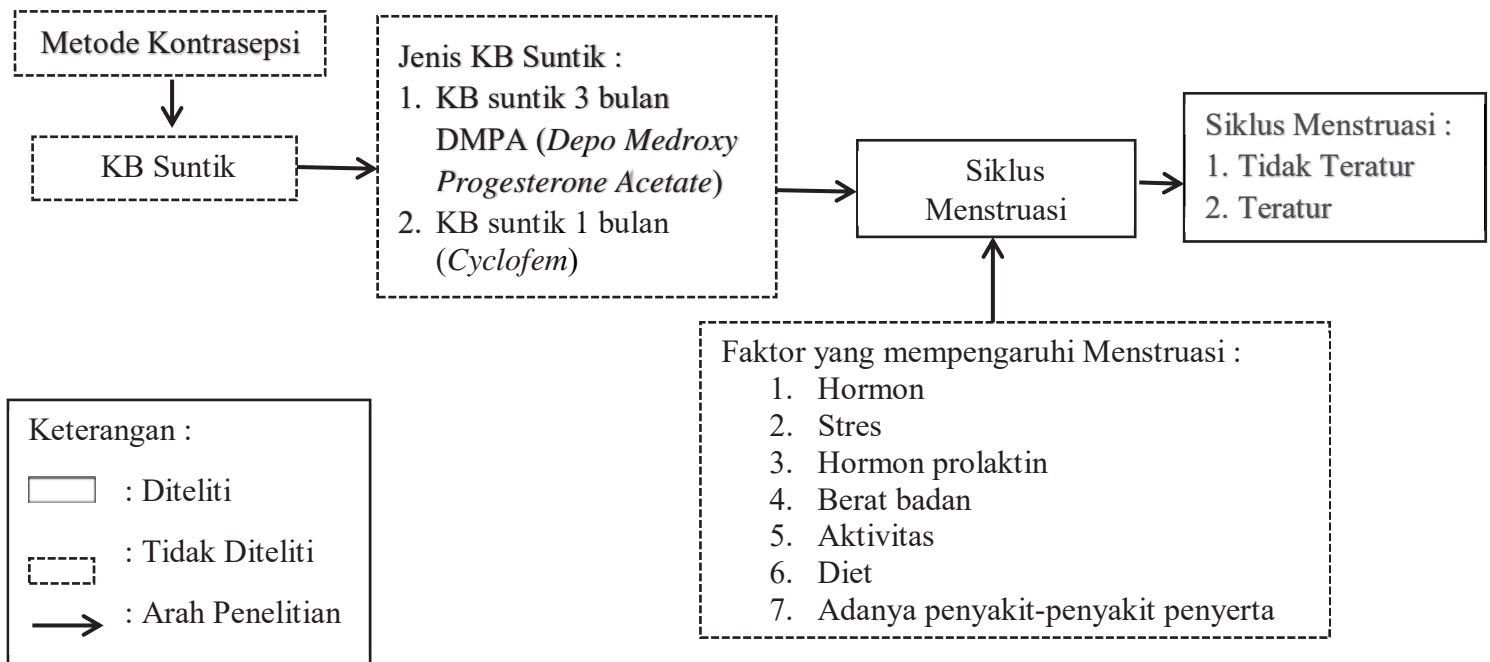 Metode Kontrasepsi
KB Suntik
Jenis KB Suntik :
1. KB suntik 3 bulan
DMPA (Depo Medroxy
Progesterone Acetate)
2. KB suntik 1 bulan
(Cyclofem)
Siklus
Menstruasi
Siklus Menstruasi :
1. Tidak Teratur
2. Teratur
Faktor yang mempengaruhi Menstruasi :
1. Hormon
2. Stres
3. Hormon prolaktin
4. Berat badan
5. Aktivitas
6. Diet
7. Adanya penyakit-penyakit penyerta
Keterangan :
: Diteliti
: Tidak Diteliti
: Arah Penelitian